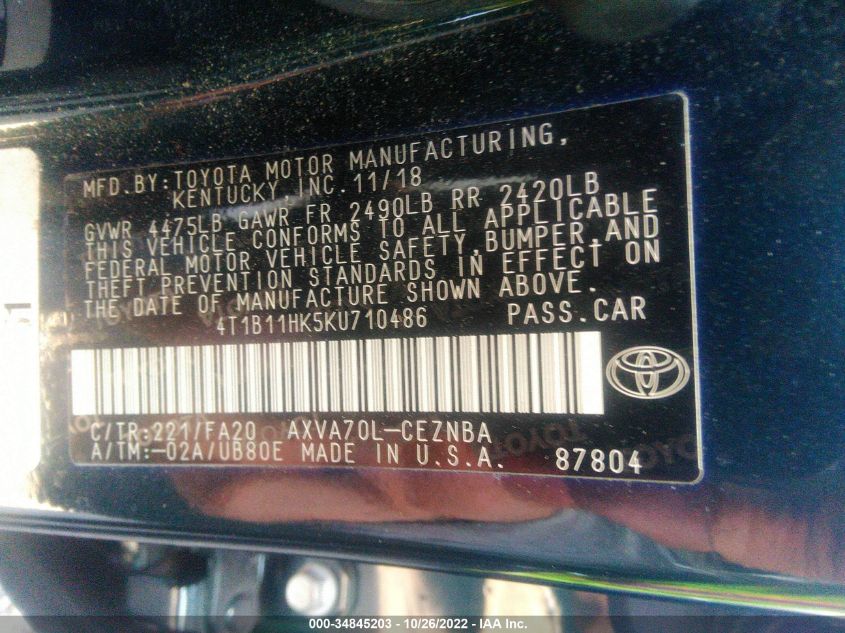 MFD.BY:TOYOTA MOTOR MANUFACTURING,
KENTUCKY,INC.11/18
GVWR 4475LB GAWR FR 2490LB RR 2420LB
THIS VEHICLE CONFORMS TO ALL APPLICABLE
FEDERAL MOTOR VEHICLE SAFETY,BUMPER,AND
THEFT PREVENTION STANDARDS IN EFFECT ON
THE DATE OF MANUFACTURE SHOWN ABOVE.
4T1B11HK5KU710486 PASS.CAR
C/TR:221/FA20 AXVA70L-CEZNBA
A/TM:-02A/UB80E MADE IN U.S.A. 87804
000-34845203 - 10/26/2022 - IAA Inc.